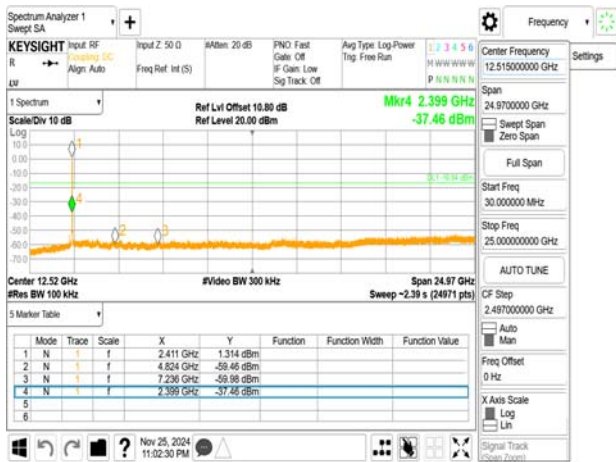 Spectrum Analyzer 1
Swept SA
Frequency
Settings
KEYSIGHT
R
Input: RF
Coupling: DC
Align: Auto
Input Z: 50 Ω
Freq Ref: Int (S)
#Atten: 20 dB
PNO: Fast
Gate: Off
IF Gain: Low
Sig Track: Off
Avg Type: Log-Power
Trig: Free Run
1 2 3 4 5 6
M W W W W W
P N N N N N
1 Spectrum
Scale/Div 10 dB
Log
Ref Lvl Offset 10.80 dB
Ref Level 20.00 dBm
Mkr4 2.399 GHz
-37.46 dBm
10.0
0.00
-10.0
-20.0
-30.0
-40.0
-50.0
-60.0
-70.0
1
4
2
3
Center 12.52 GHz
#Res BW 100 kHz
#Video BW 300 kHz
Span 24.97 GHz
Sweep ~2.39 s (24971 pts)
5 Marker Table
Mode Trace Scale X Y Function Function Width Function Value
1 N 1 f 2.411 GHz 1.314 dBm
2 N 1 f 4.824 GHz -59.46 dBm
3 N 1 f 7.236 GHz -59.98 dBm
4 N 1 f 2.399 GHz -37.46 dBm
5
6
Nov 25, 2024
11:02:30 PM
Center Frequency
12.515000000 GHz
Span
24.9700000 GHz
Swept Span
Zero Span
Full Span
Start Freq
30.000000 MHz
Stop Freq
25.000000000 GHz
AUTO TUNE
CF Step
2.497000000 GHz
Auto
Man
Freq Offset
0 Hz
X Axis Scale
Log
Lin
Signal Track
(Span Zoom)